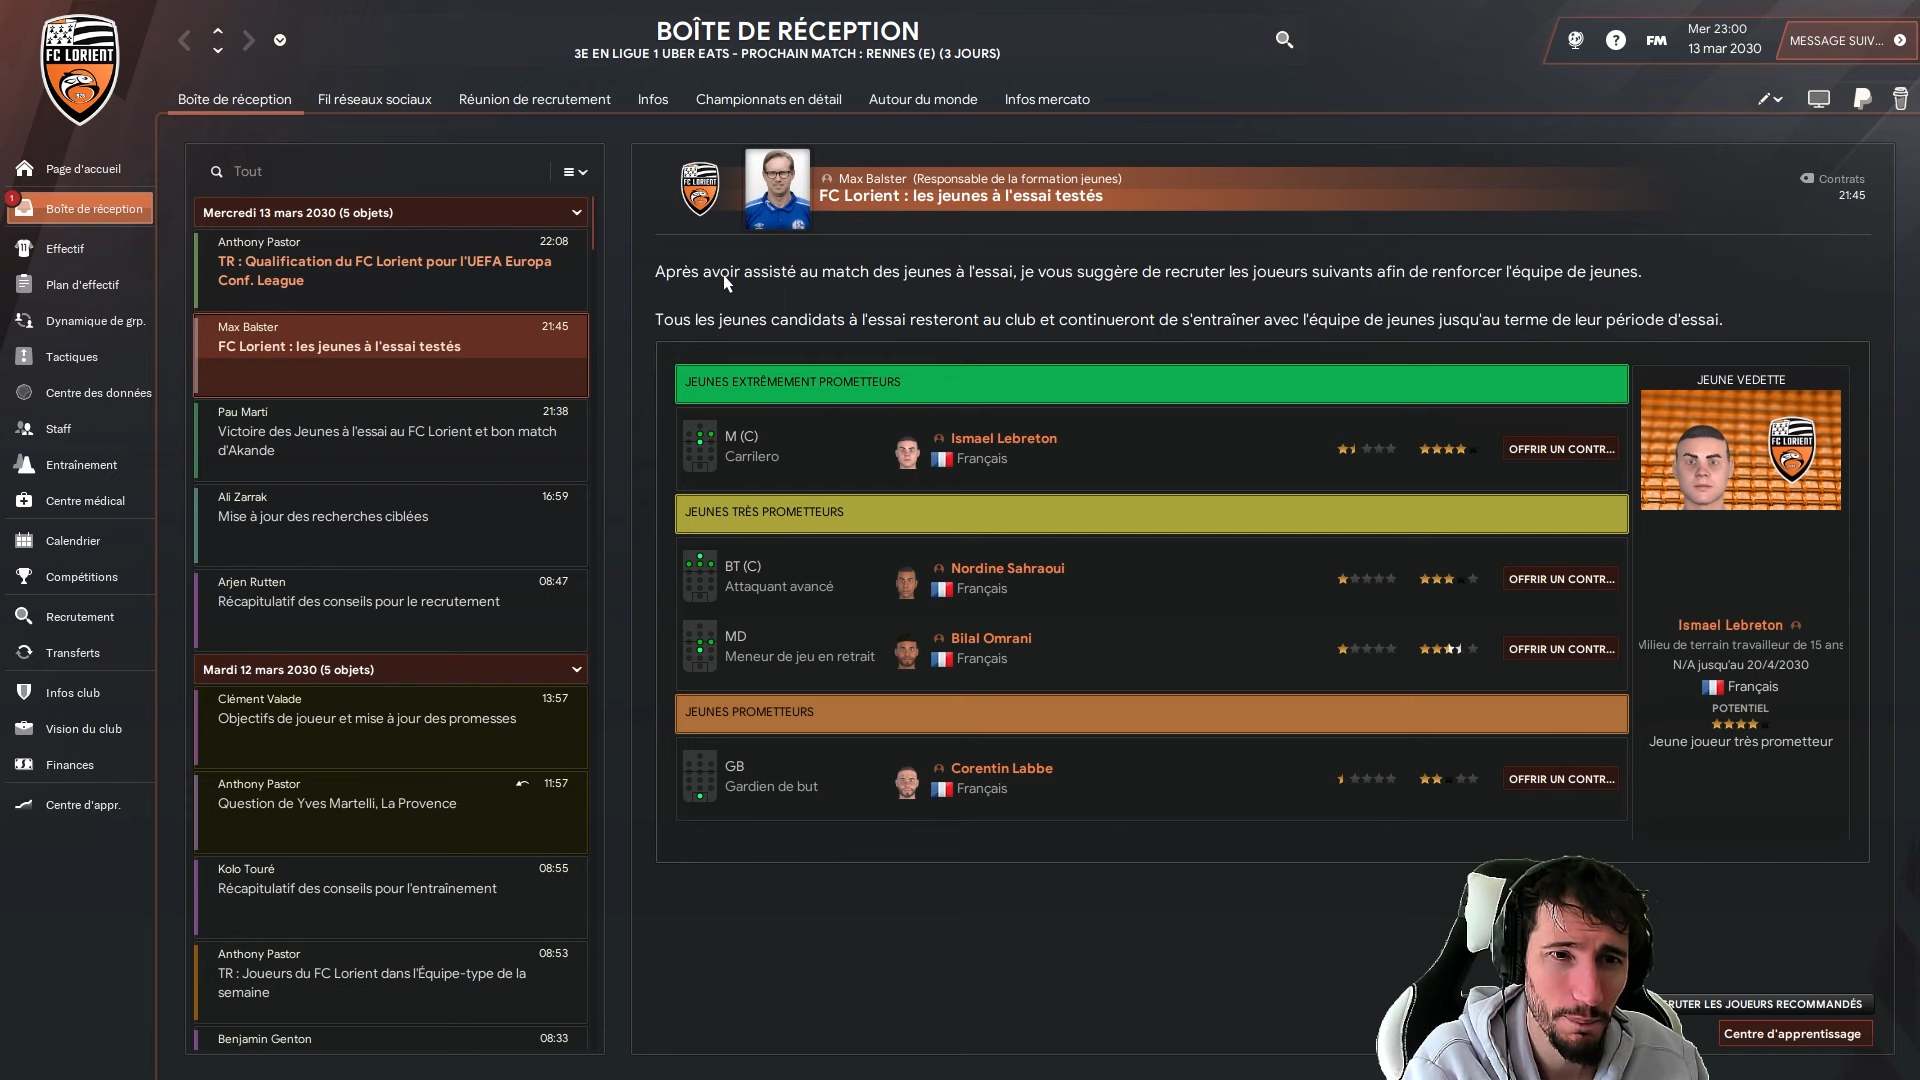 FC LORIENT
BOÎTE DE RÉCEPTION
3E EN LIGUE 1 UBER EATS - PROCHAIN MATCH : RENNES (E) (3 JOURS)
FM
Mer 23:00
13 mar 2030
MESSAGE SUIV...
Boîte de réception
Fil réseaux sociaux
Réunion de recrutement
Infos
Championnats en détail
Autour du monde
Infos mercato
Page d'accueil
1
Boîte de réception
Effectif
Plan d'effectif
Dynamique de grp.
Tactiques
Centre des données
Staff
Entraînement
Centre médical
Calendrier
Compétitions
Recrutement
Transferts
Infos club
Vision du club
Finances
Centre d'appr.
Tout
Mercredi 13 mars 2030 (5 objets)
Anthony Pastor 22:08
TR : Qualification du FC Lorient pour l'UEFA Europa
Conf. League
Max Balster 21:45
FC Lorient : les jeunes à l'essai testés
Pau Martí 21:38
Victoire des Jeunes à l'essai au FC Lorient et bon match
d'Akande
Ali Zarrak 16:59
Mise à jour des recherches ciblées
Arjen Rutten 08:47
Récapitulatif des conseils pour le recrutement
Mardi 12 mars 2030 (5 objets)
Clément Valade 13:57
Objectifs de joueur et mise à jour des promesses
Anthony Pastor 11:57
Question de Yves Martelli, La Provence
Kolo Touré 08:55
Récapitulatif des conseils pour l'entraînement
Anthony Pastor 08:53
TR : Joueurs du FC Lorient dans l'Équipe-type de la
semaine
Benjamin Genton 08:33
FC LORIENT
Max Balster (Responsable de la formation jeunes)
FC Lorient : les jeunes à l'essai testés
Contrats
21:45
Après avoir assisté au match des jeunes à l'essai, je vous suggère de recruter les joueurs suivants afin de renforcer l'équipe de jeunes.
Tous les jeunes candidats à l'essai resteront au club et continueront de s'entraîner avec l'équipe de jeunes jusqu'au terme de leur période d'essai.
JEUNES EXTRÊMEMENT PROMETTEURS
M (C)
Carrilero
Ismael Lebreton
Français
OFFRIR UN CONTR...
JEUNES TRÈS PROMETTEURS
BT (C)
Attaquant avancé
Nordine Sahraoui
Français
OFFRIR UN CONTR...
MD
Meneur de jeu en retrait
Bilal Omrani
Français
OFFRIR UN CONTR...
JEUNES PROMETTEURS
GB
Gardien de but
Corentin Labbe
Français
OFFRIR UN CONTR...
JEUNE VEDETTE
FC LORIENT
Ismael Lebreton
Milieu de terrain travailleur de 15 ans
N/A jusqu'au 20/4/2030
Français
POTENTIEL
Jeune joueur très prometteur
RUTER LES JOUEURS RECOMMANDÉS
Centre d'apprentissage